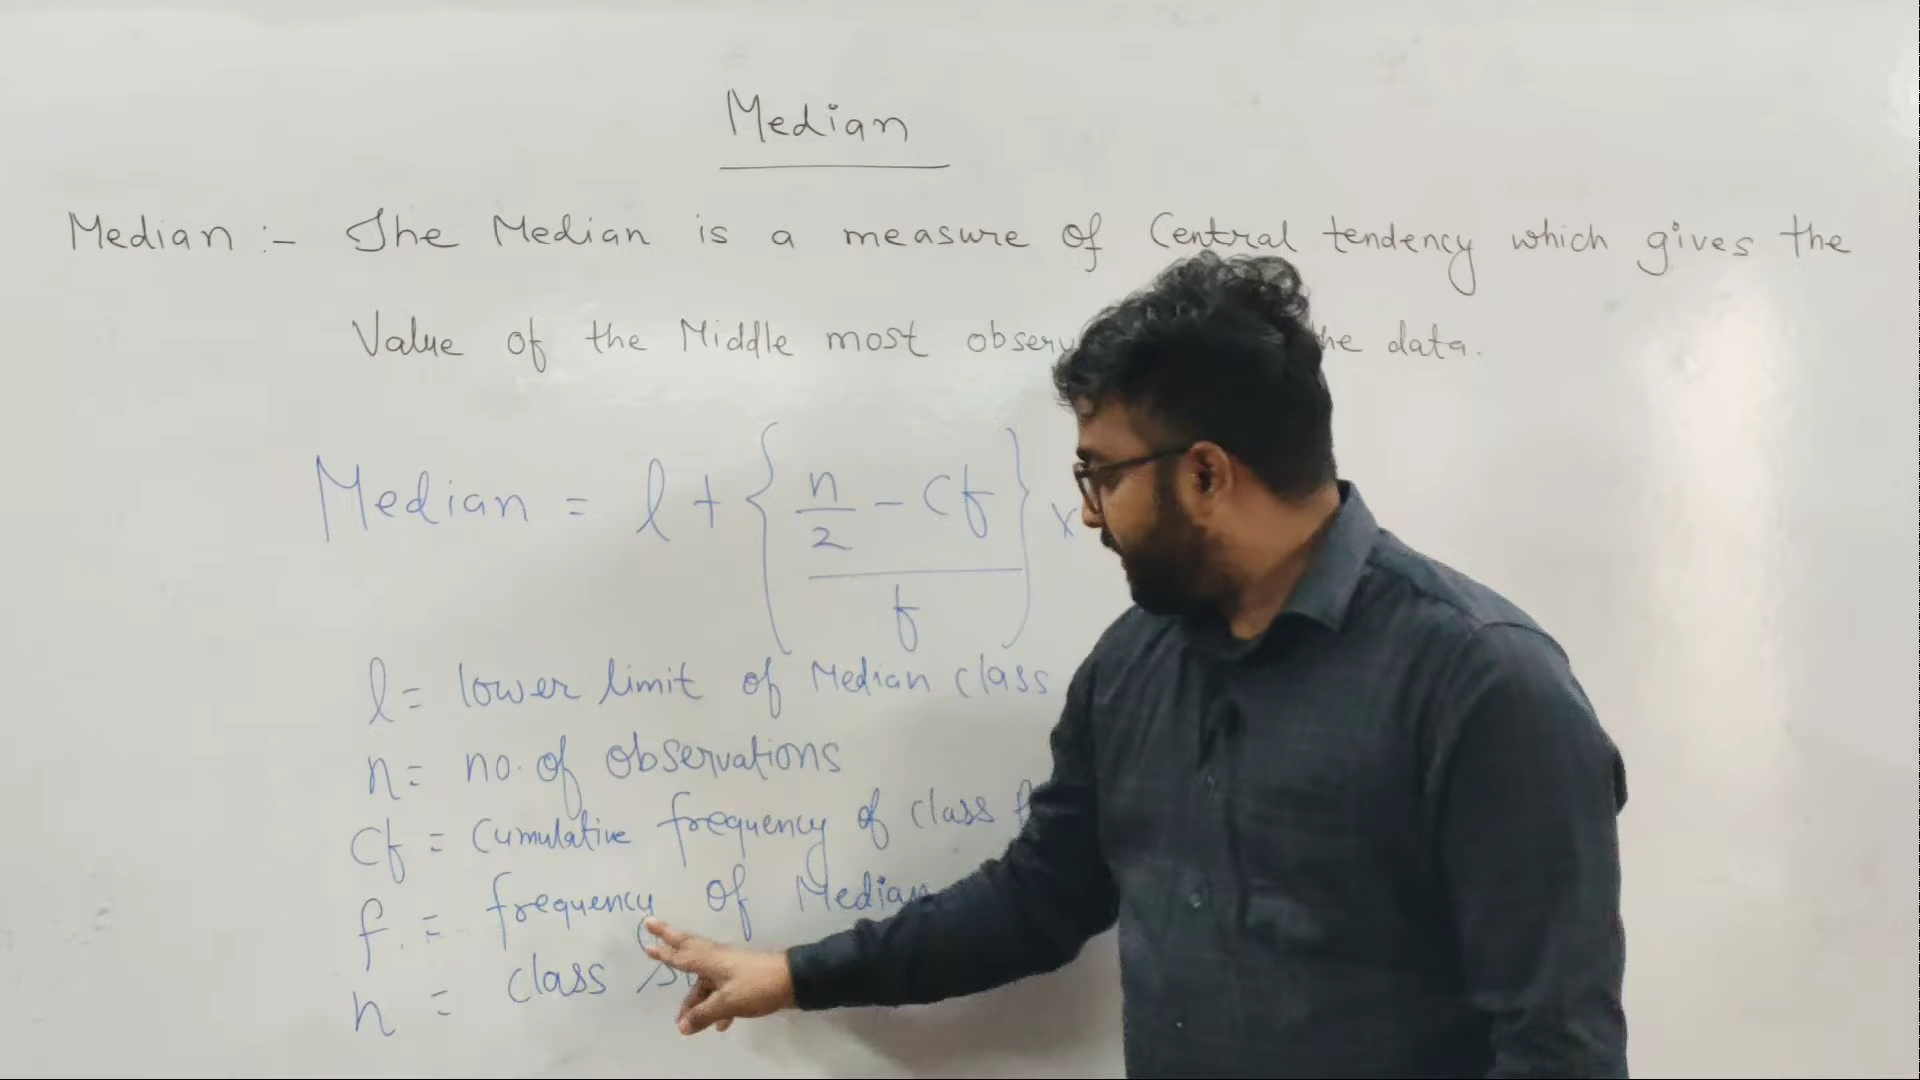 Median
Median :- The Median is a measure of Central tendency which gives the
Value of the Middle most data.
Median = l + { (n/2 - cf) / f } x
l = lower limit of Median class
n = no. of observations
Cf = Cumulative frequency of class
f. = frequency of Median
h = class